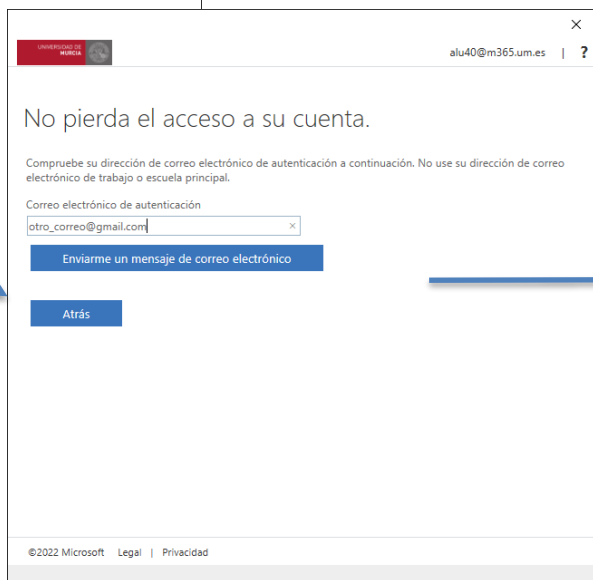 UNIVERSIDAD DE
MURCIA
alu40@m365.um.es | ?
No pierda el acceso a su cuenta.
Compruebe su dirección de correo electrónico de autenticación a continuación. No use su dirección de correo
electrónico de trabajo o escuela principal.
Correo electrónico de autenticación
otro_correo@gmail.com
Enviarme un mensaje de correo electrónico
Atrás
©2022 Microsoft Legal | Privacidad